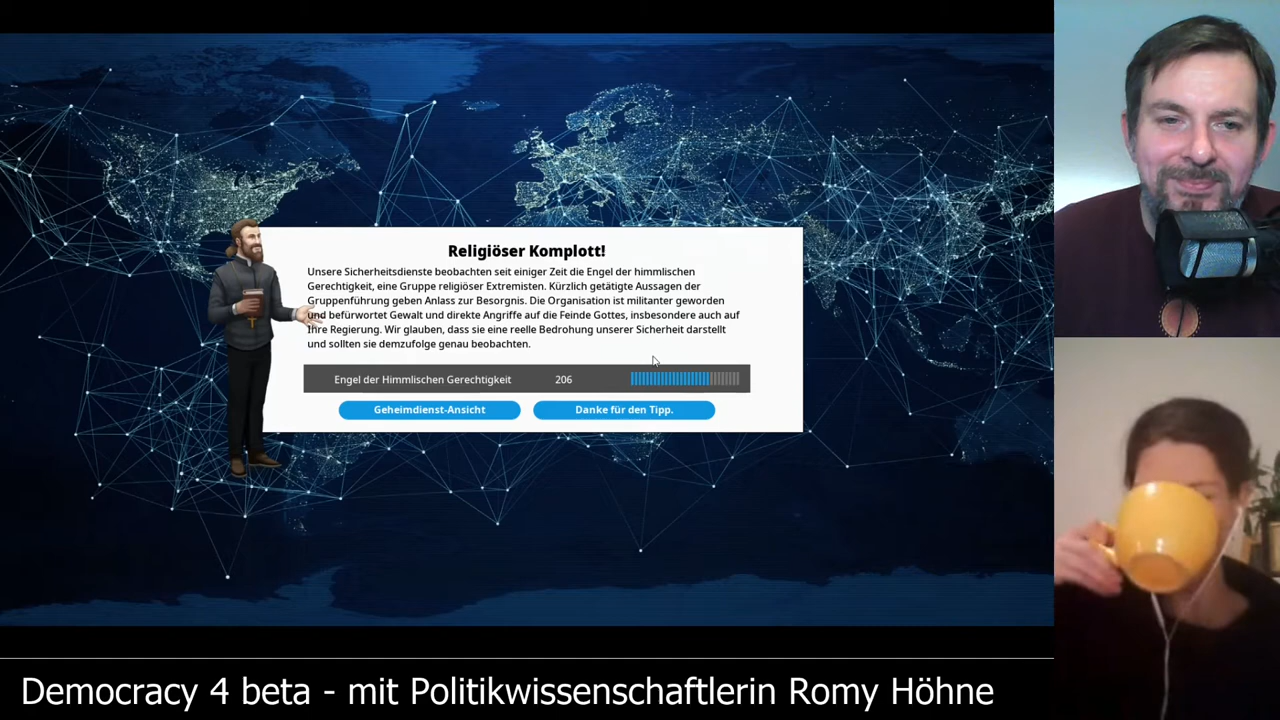 Religiöser Komplott!
Unsere Sicherheitsdienste beobachten seit einiger Zeit die Engel der himmlischen
Gerechtigkeit, eine Gruppe religiöser Extremisten. Kürzlich getätigte Aussagen der
Gruppenführung geben Anlass zur Besorgnis. Die Organisation ist militanter geworden
und befürwortet Gewalt und direkte Angriffe auf die Feinde Gottes, insbesondere auch auf
Ihre Regierung. Wir glauben, dass sie eine reelle Bedrohung unserer Sicherheit darstellt
und sollten sie demzufolge genau beobachten.
Engel der Himmlischen Gerechtigkeit 206
Geheimdienst-Ansicht Danke für den Tipp.
Democracy 4 beta - mit Politikwissenschaftlerin Romy Höhne